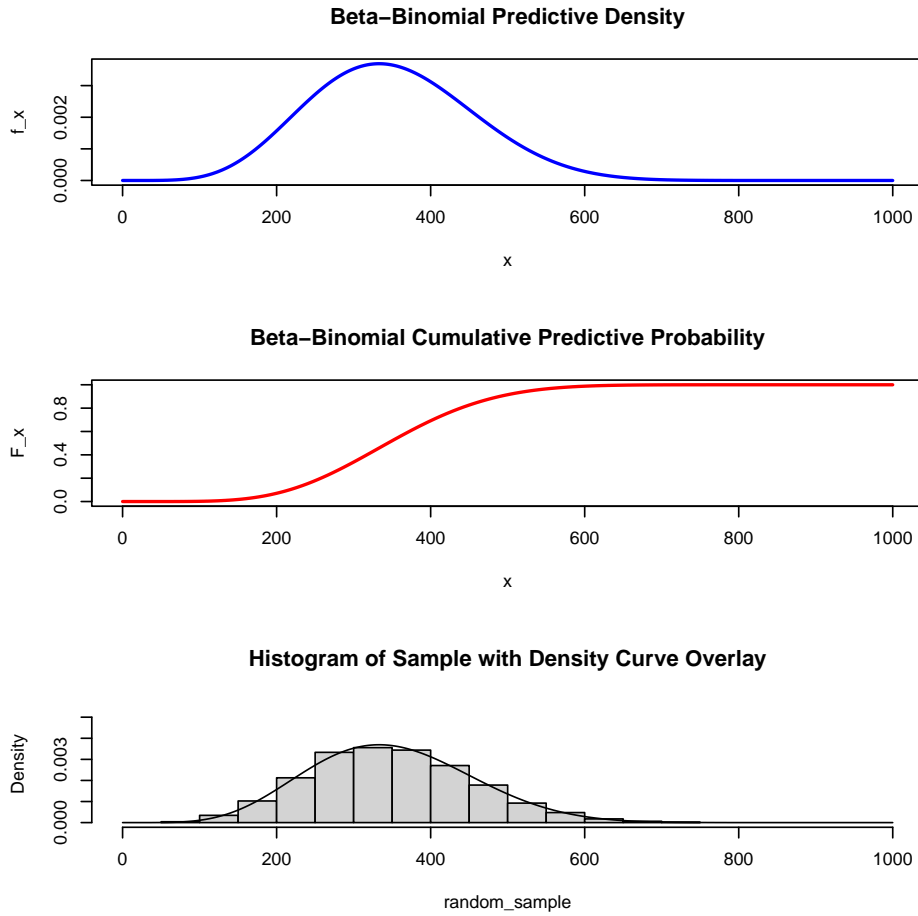 Beta−Binomial Predictive Density
f_x
0.002
0.000
0 200 400 600 800 1000
x
Beta−Binomial Cumulative Predictive Probability
F_x
0.8
0.4
0.0
0 200 400 600 800 1000
x
Histogram of Sample with Density Curve Overlay
Density
0.003
0.000
0 200 400 600 800 1000
random_sample